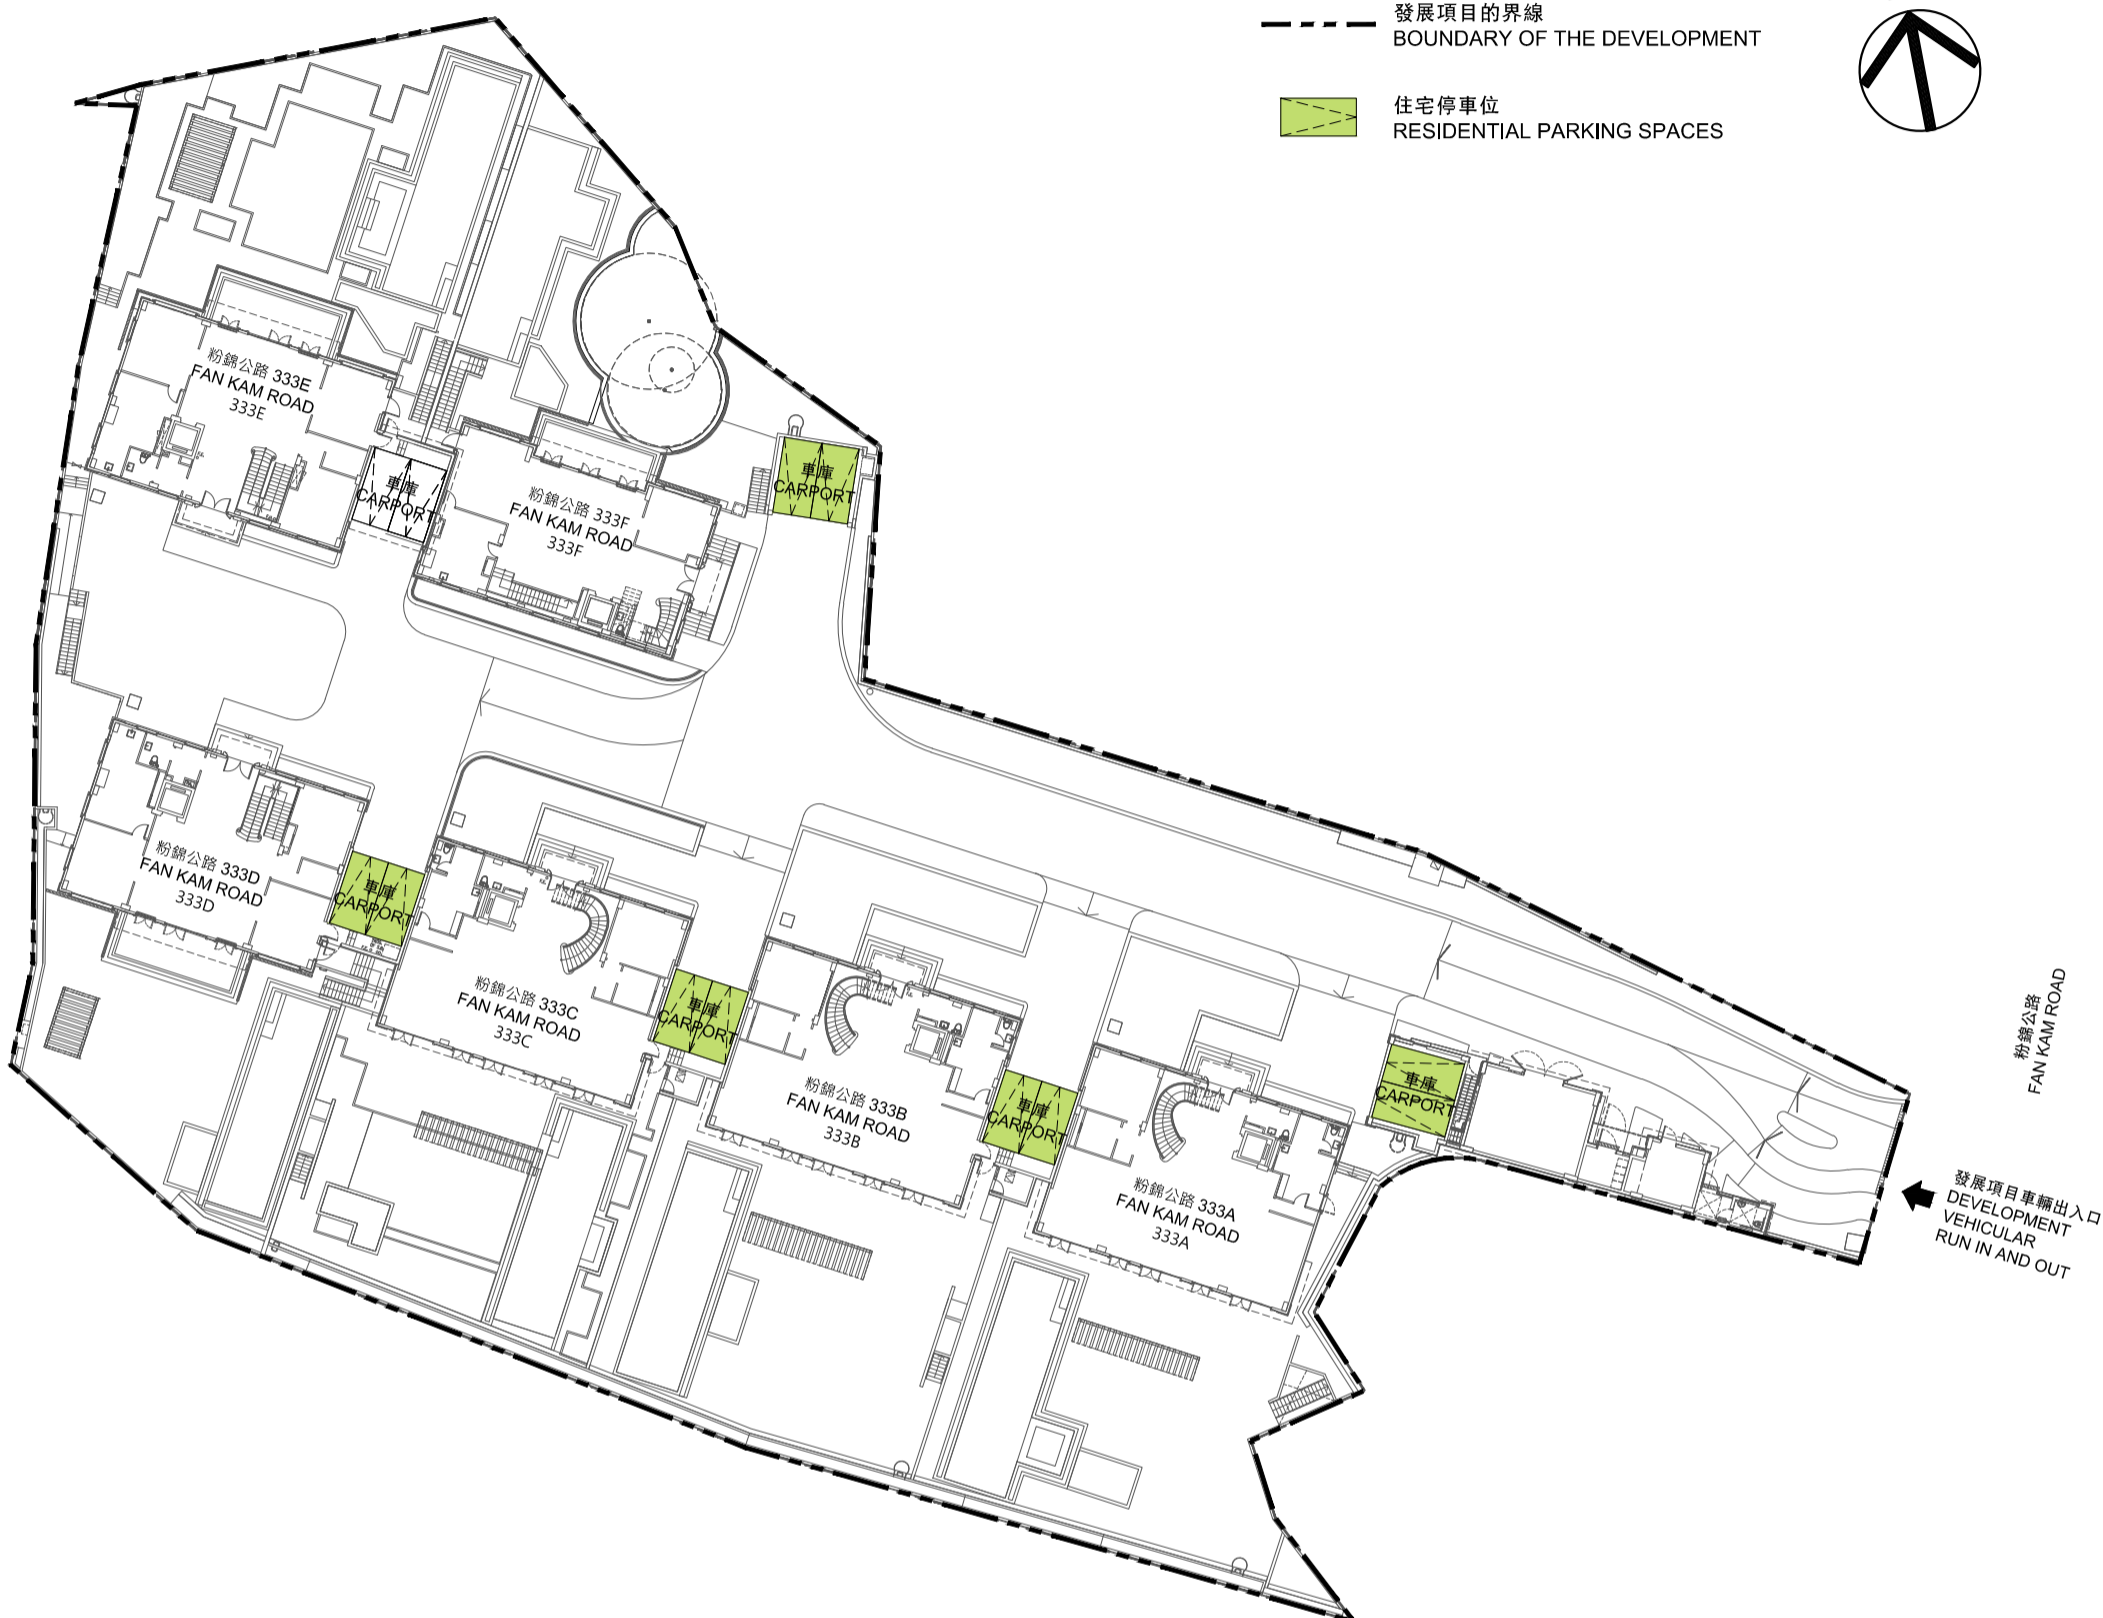 發展項目的界線
BOUNDARY OF THE DEVELOPMENT
住宅停車位
RESIDENTIAL PARKING SPACES
粉錦公路 333E
FAN KAM ROAD
333E
車庫
CARPORT
粉錦公路 333F
FAN KAM ROAD
333F
車庫
CARPORT
粉錦公路 333D
FAN KAM ROAD
333D
車庫
CARPORT
粉錦公路 333C
FAN KAM ROAD
333C
車庫
CARPORT
粉錦公路 333B
FAN KAM ROAD
333B
車庫
CARPORT
粉錦公路 333A
FAN KAM ROAD
333A
車庫
CARPORT
粉錦公路
FAN KAM ROAD
發展項目車輛出入口
DEVELOPMENT
VEHICULAR
RUN IN AND OUT